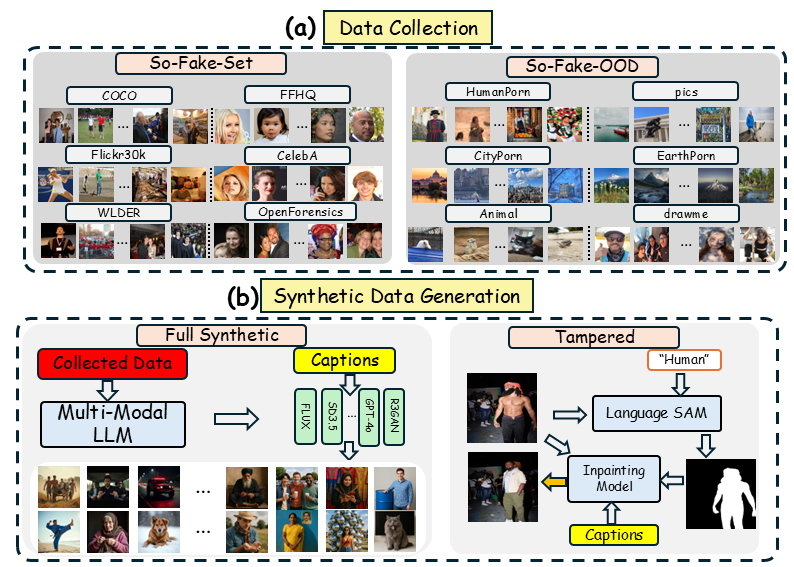 (a) Data Collection
So-Fake-Set
So-Fake-OOD
COCO
FFHQ
HumanPorn
pics
...
...
...
...
Flickr30k
CelebA
CityPorn
EarthPorn
...
...
...
...
WLDER
OpenForensics
Animal
drawme
...
...
...
...
(b) Synthetic Data Generation
Full Synthetic
Tampered
Collected Data
Captions
"Human"
Multi-Modal
LLM
FLUX
SD3.5
...
GPT-4o
R3GAN
Language SAM
Inpainting
Model
Captions
...
...